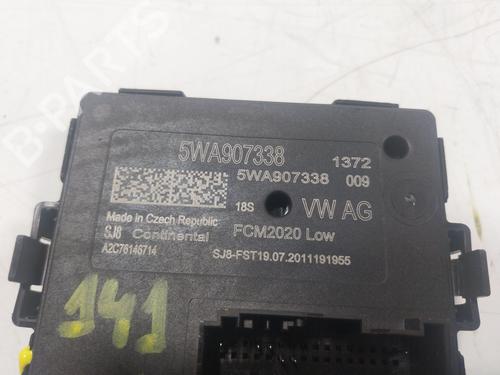 5WA907338
1372
5WA907338 009
18S
VW AG
Made in Czech Republic
SJ8 Continental
FCM2020 Low
A2C76146714
SJ8-FST19.07.2011191955
141
B-PARTS